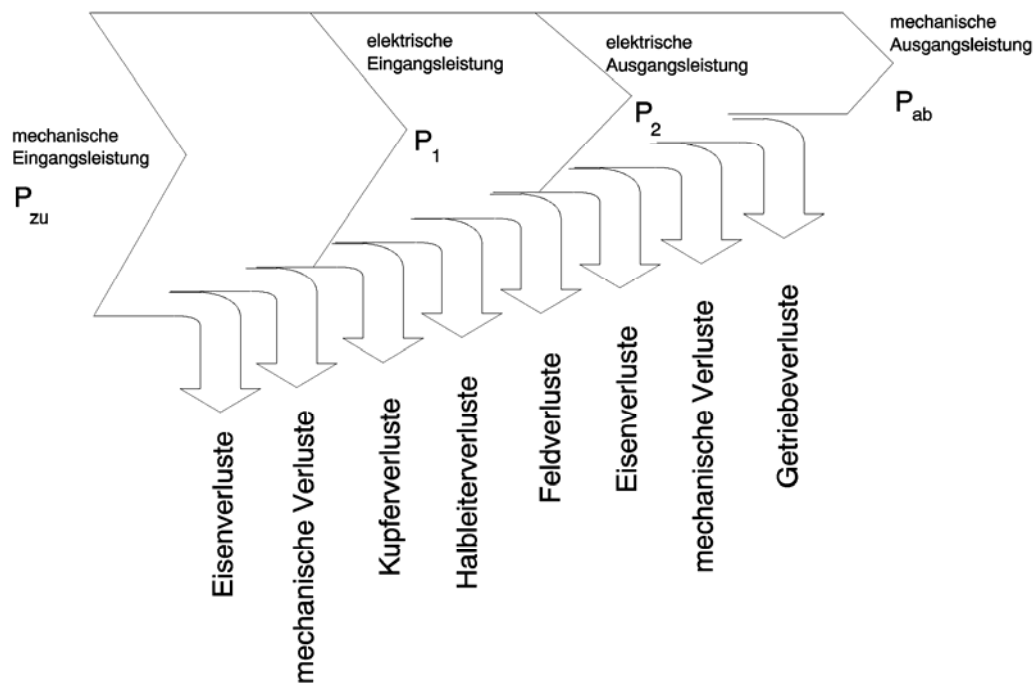 mechanische
Ausgangsleistung
P ab
elektrische
Eingangsleistung
P 1
elektrische
Ausgangsleistung
P 2
mechanische
Eingangsleistung
P zu
Eisenverluste
mechanische Verluste
Kupferverluste
Halbleiterverluste
Feldverluste
Eisenverluste
mechanische Verluste
Getriebeverluste